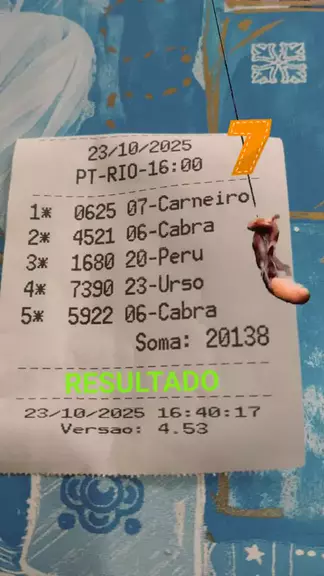 23/10/2025
PT-RIO-16:00
7
1* 0625 07-Carneiro
2* 4521 06-Cabra
3* 1680 20-Peru
4* 7390 23-Urso
5* 5922 06-Cabra
Soma: 20138
RESULTADO
23/10/2025 16:40:17
Versao: 4.53